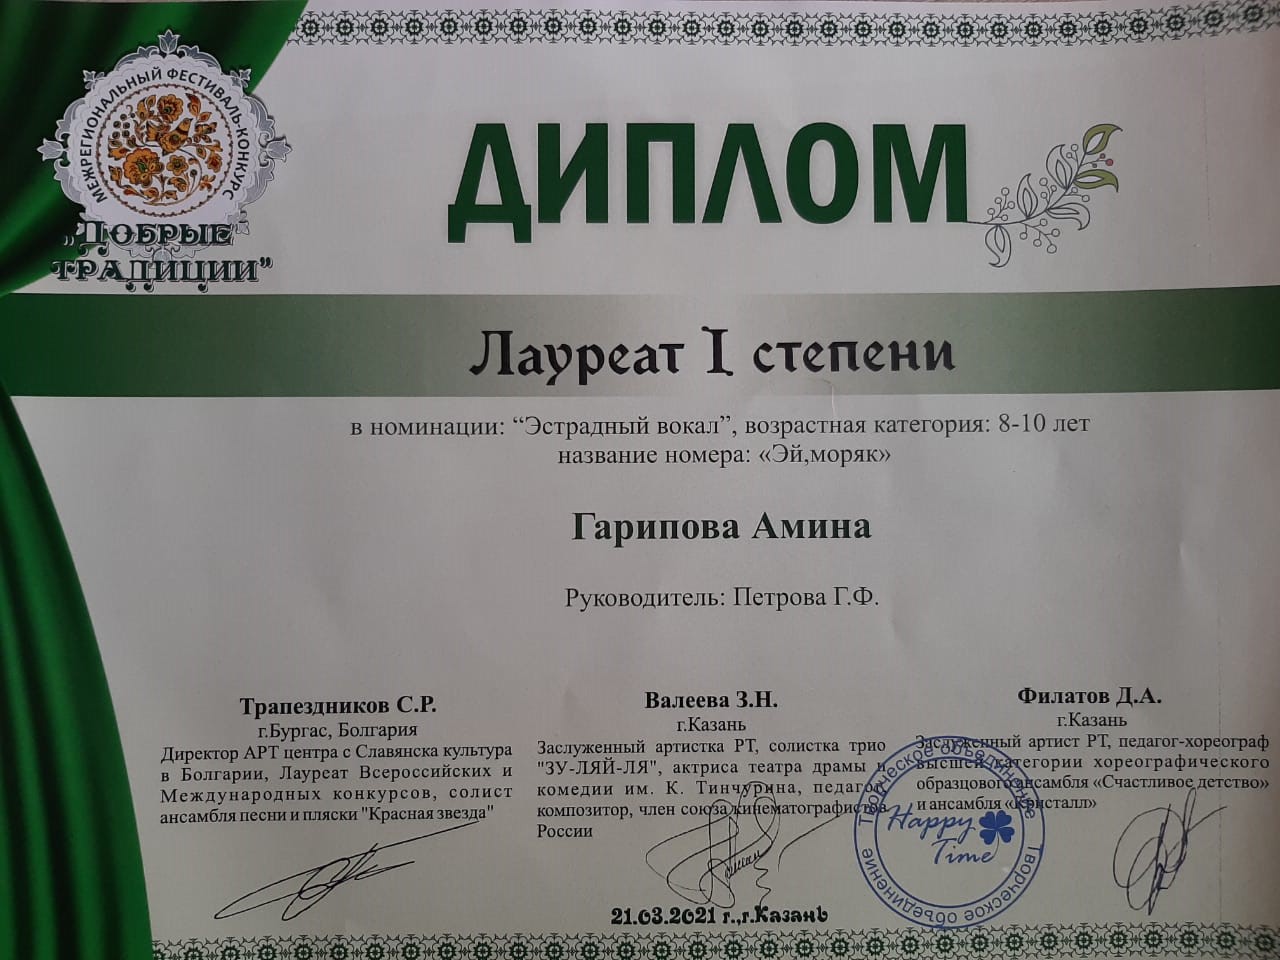 МЕЖРЕГИОНАЛЬНЫЙ ФЕСТИВАЛЬ-КОНКУРС
"ДОБРЫЕ
ТРАДИЦИИ"
ДИПЛОМ
Лауреат I степени
в номинации: “Эстрадный вокал”, возрастная категория: 8-10 лет
название номера: «Эй,моряк»
Гарипова Амина
Руководитель: Петрова Г.Ф.
Трапездников С.Р.
г.Бургас, Болгария
Директор АРТ центра с Славянска культура
в Болгарии, Лауреат Всероссийских и
Международных конкурсов, солист
ансамбля песни и пляски "Красная звезда"
Валеева З.Н.
г.Казань
Заслуженный артистка РТ, солистка трио
"ЗУ-ЛЯЙ-ЛЯ", актриса театра драмы и
комедии им. К. Тинчурина, педагог,
композитор, член союза кинематографистов
России
Филатов Д.А.
г.Казань
Заслуженный артист РТ, педагог-хореограф
высшей категории хореографического
образцового ансамбля «Счастливое детство»
и ансамбля «Кристалл»
Творческое объединение
Творческое объединение
Happy
Time
21.03.2021 г.,г.Казань